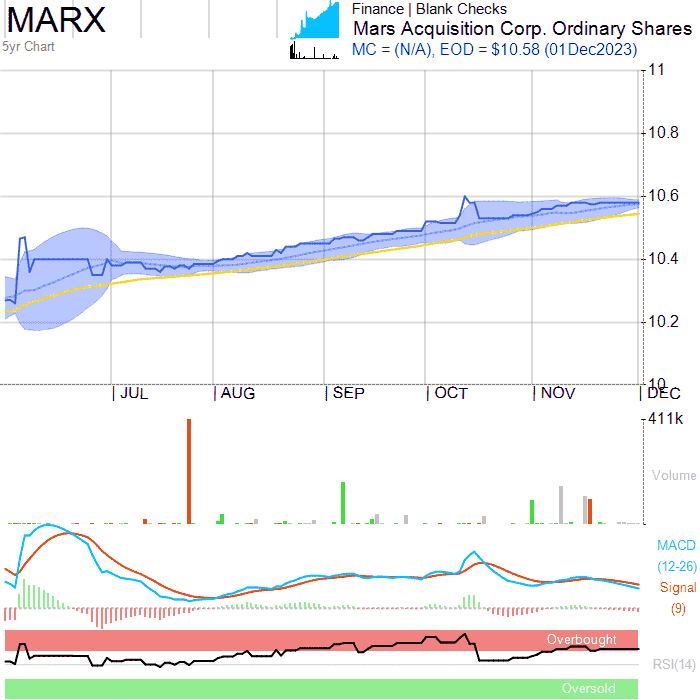 MARX
5yr Chart
Finance | Blank Checks
Mars Acquisition Corp. Ordinary Shares
MC = (N/A), EOD = $10.58 (01Dec2023)
11
10.8
10.6
10.4
10.2
10
JUL AUG SEP OCT NOV DEC
411k
Volume
MACD
(12-26)
Signal
(9)
Overbought
RSI(14)
Oversold